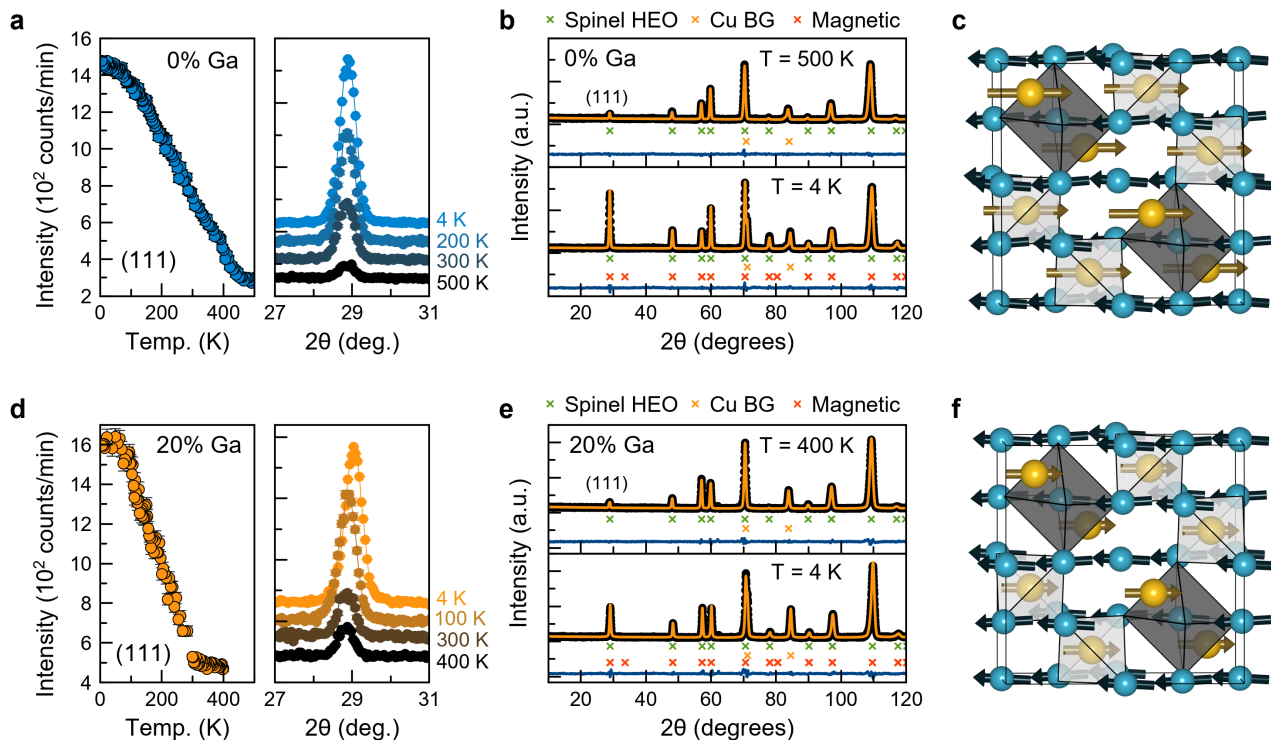 a
0% Ga
(111)
Intensity (10² counts/min)
16
14
12
10
8
6
4
2
0
200
400
Temp. (K)
4 K
200 K
300 K
500 K
27
29
31
2θ (deg.)
b
× Spinel HEO × Cu BG × Magnetic
0% Ga
T = 500 K
(111)
T = 4 K
Intensity (a.u.)
20
40
60
80
100
120
2θ (degrees)
c
d
20% Ga
(111)
Intensity (10² counts/min)
16
14
12
10
8
6
4
0
200
400
Temp. (K)
4 K
100 K
300 K
400 K
27
29
31
2θ (deg.)
e
× Spinel HEO × Cu BG × Magnetic
20% Ga
T = 400 K
(111)
T = 4 K
Intensity (a.u.)
20
40
60
80
100
120
2θ (degrees)
f